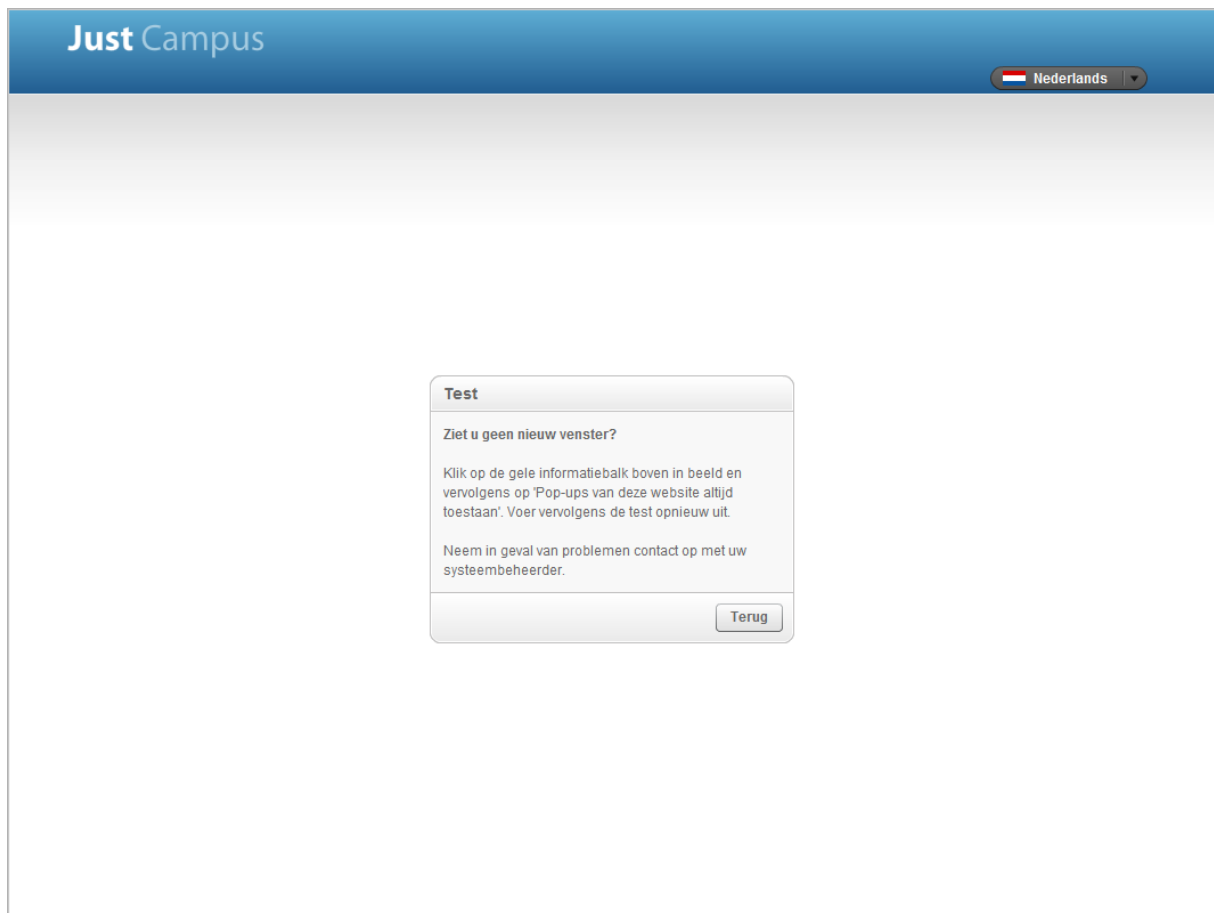 Just Campus
Nederlands
Test
Ziet u geen nieuw venster?
Klik op de gele informatiebalk boven in beeld en
vervolgens op 'Pop-ups van deze website altijd
toestaan'. Voer vervolgens de test opnieuw uit.
Neem in geval van problemen contact op met uw
systeembeheerder.
Terug